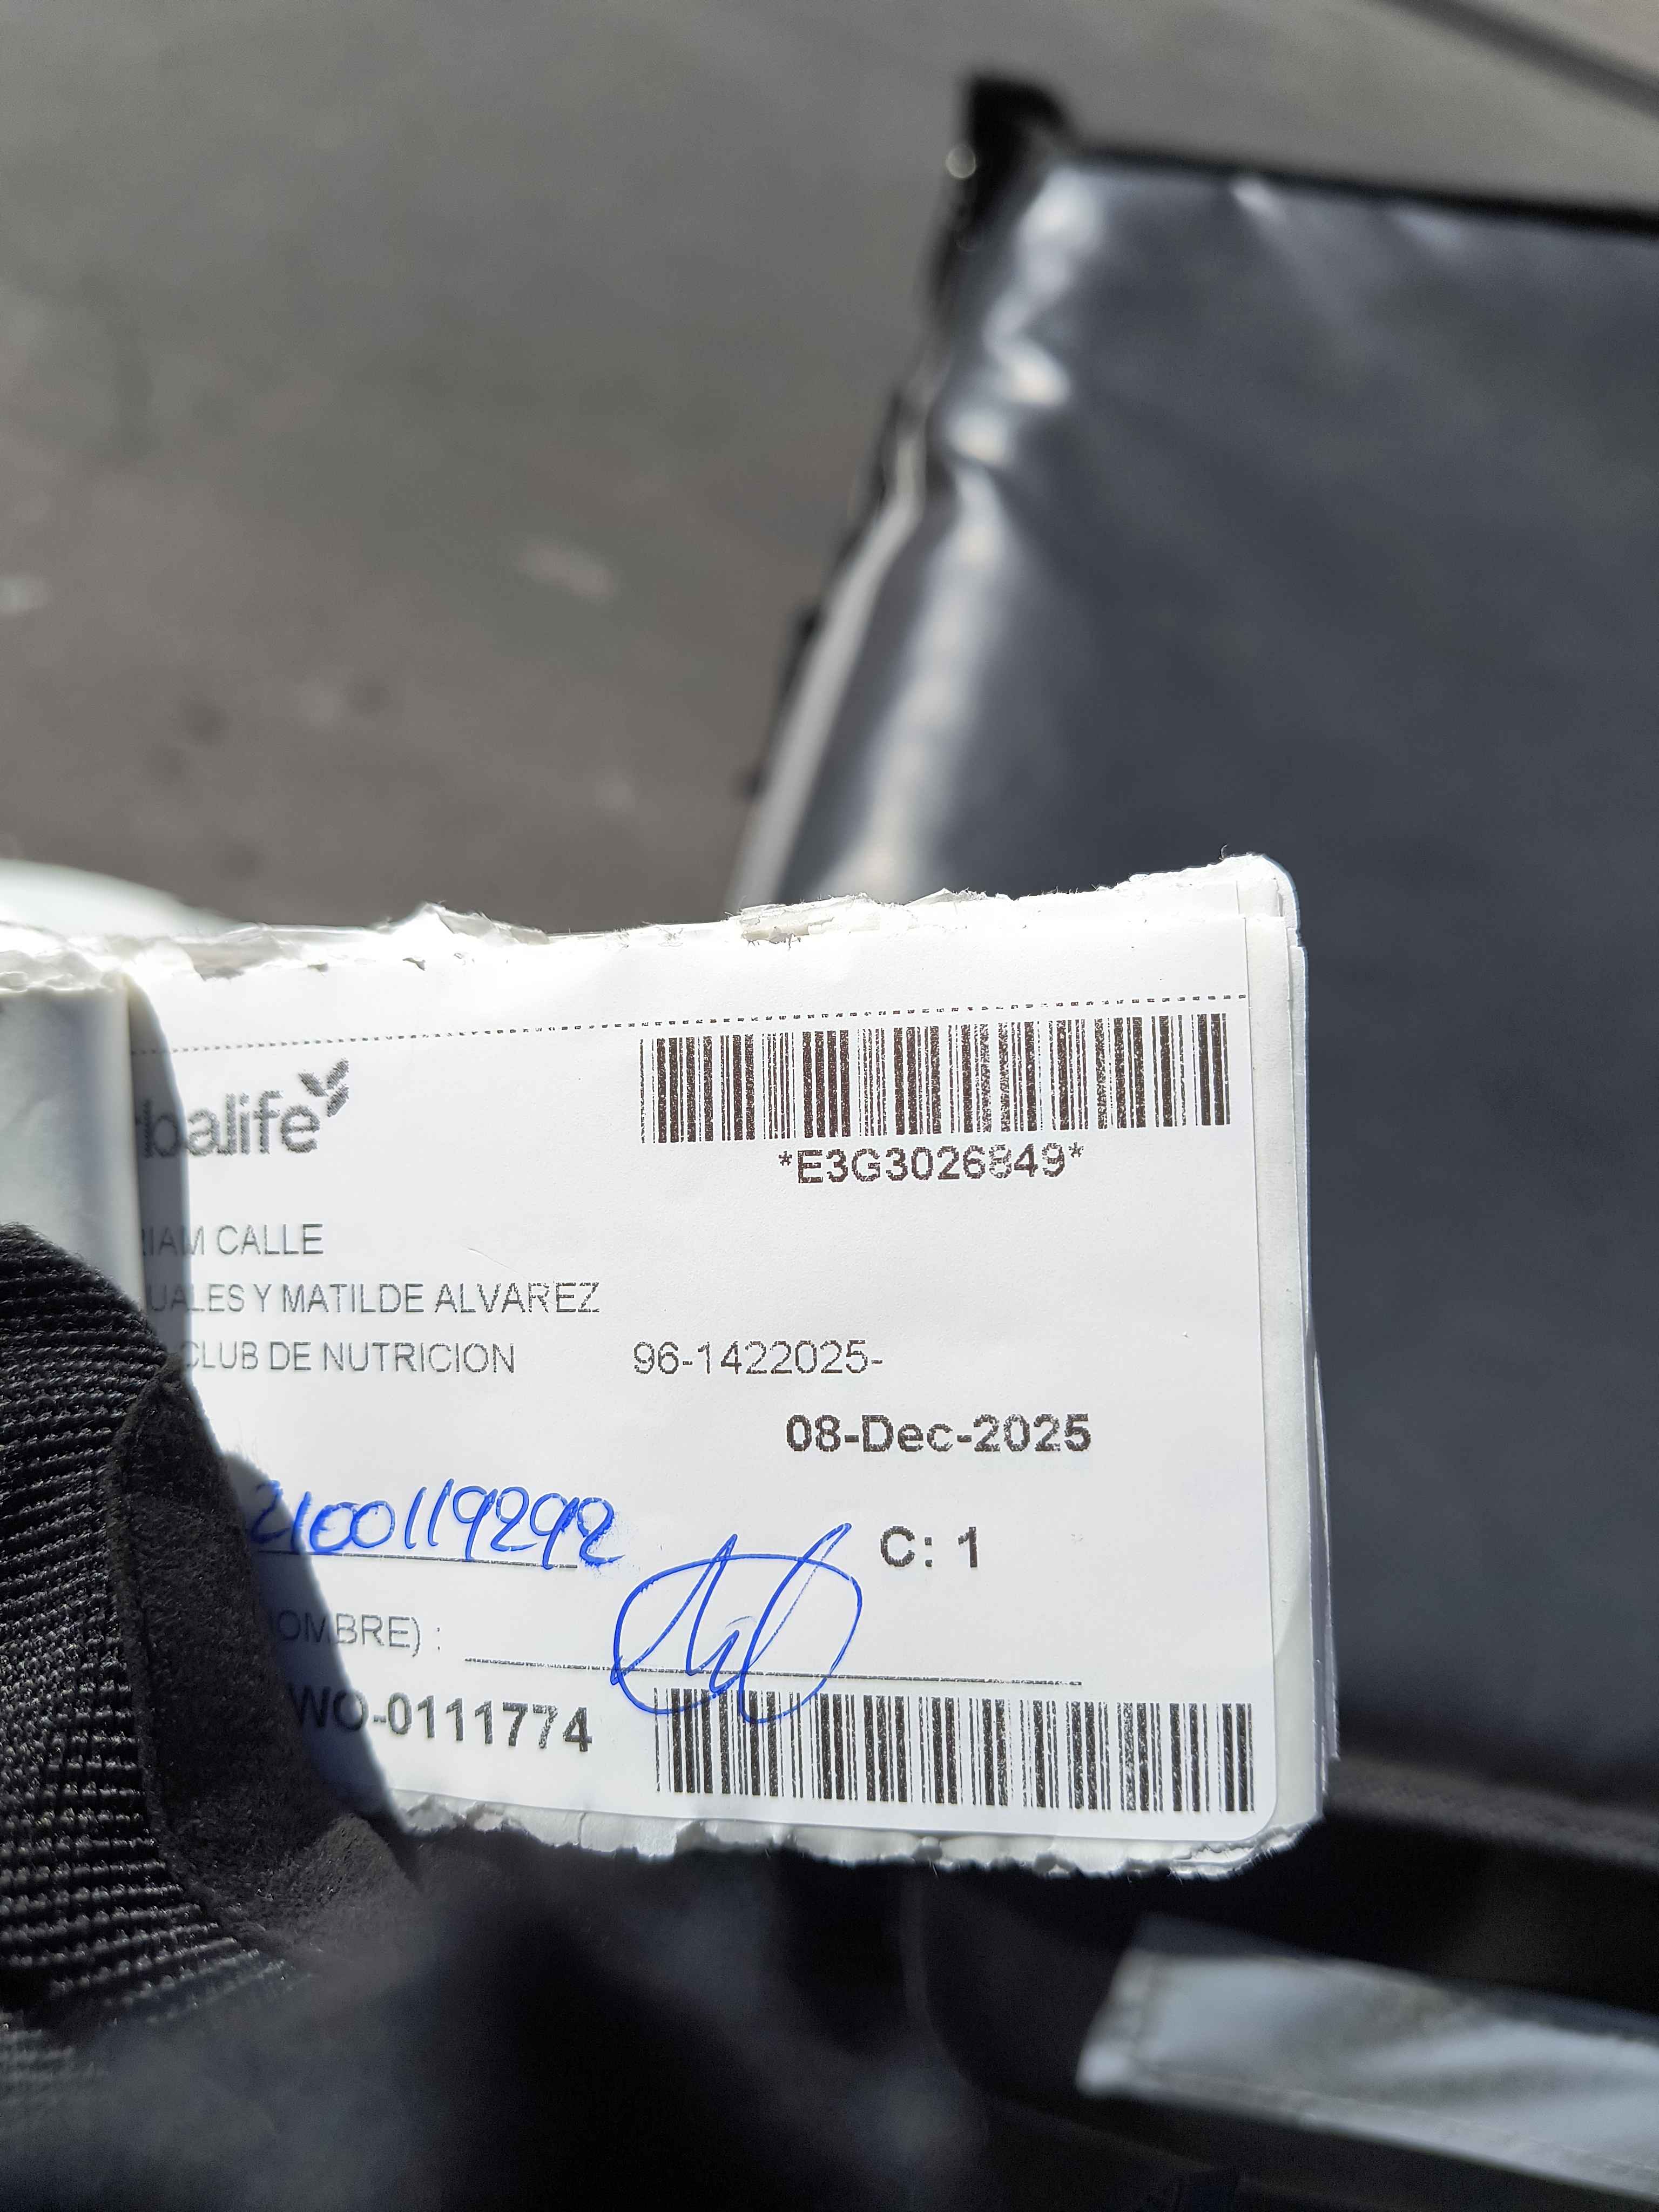 balife
*E3G3026849*
RIAM CALLE
UALES Y MATILDE ALVAREZ
CLUB DE NUTRICION 96-1422025-
08-Dec-2025
2100119292
C: 1
OMBRE) :
WO-0111774